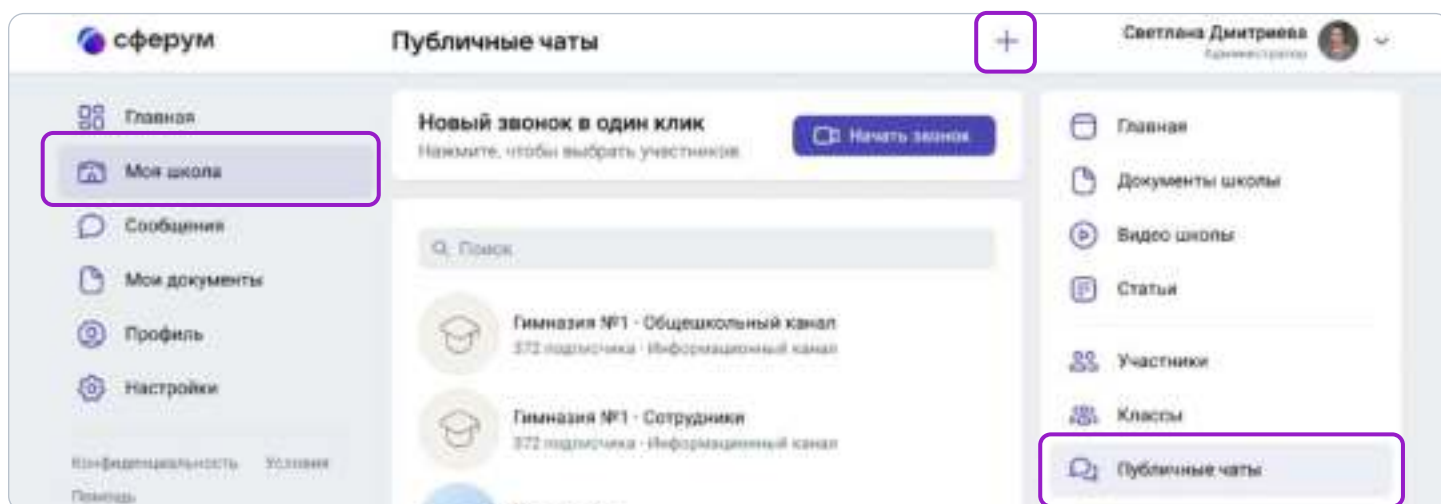 сферум
Публичные чаты
Светлана Дмитриева
Администратор
Главная
Моя школа
Сообщения
Мои документы
Профиль
Настройки
Конфиденциальность Условия
Помощь
Новый звонок в один клик
Нажмите, чтобы выбрать участников
Начать звонок
Поиск
Гимназия №1 - Общешкольный канал
372 подписчика · Информационный канал
Гимназия №1 - Сотрудники
372 подписчика · Информационный канал
Главная
Документы школы
Видео школы
Статьи
Участники
Классы
Публичные чаты